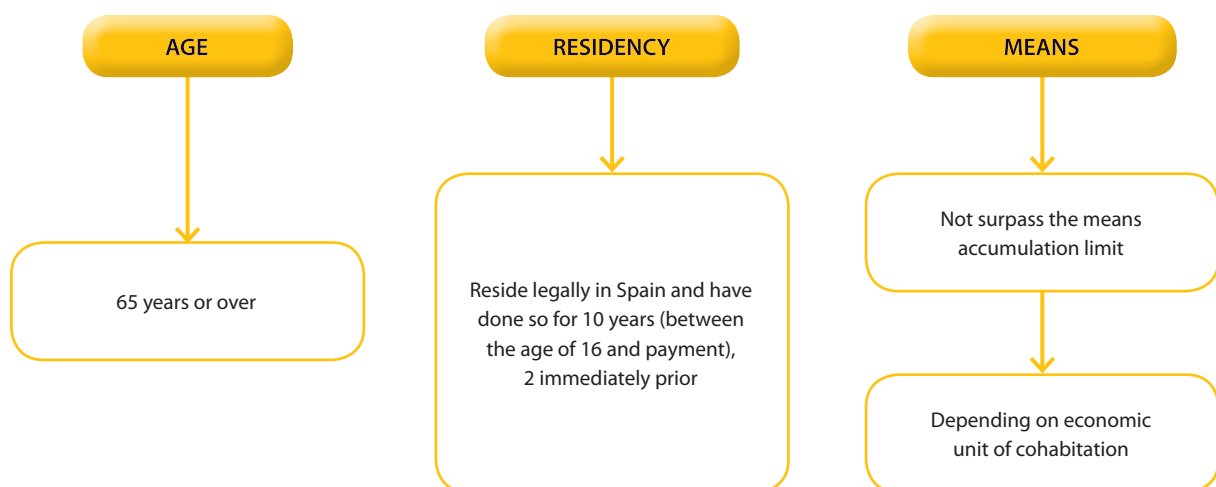 AGE
65 years or over
RESIDENCY
Reside legally in Spain and have
done so for 10 years (between
the age of 16 and payment),
2 immediately prior
MEANS
Not surpass the means
accumulation limit
Depending on economic
unit of cohabitation